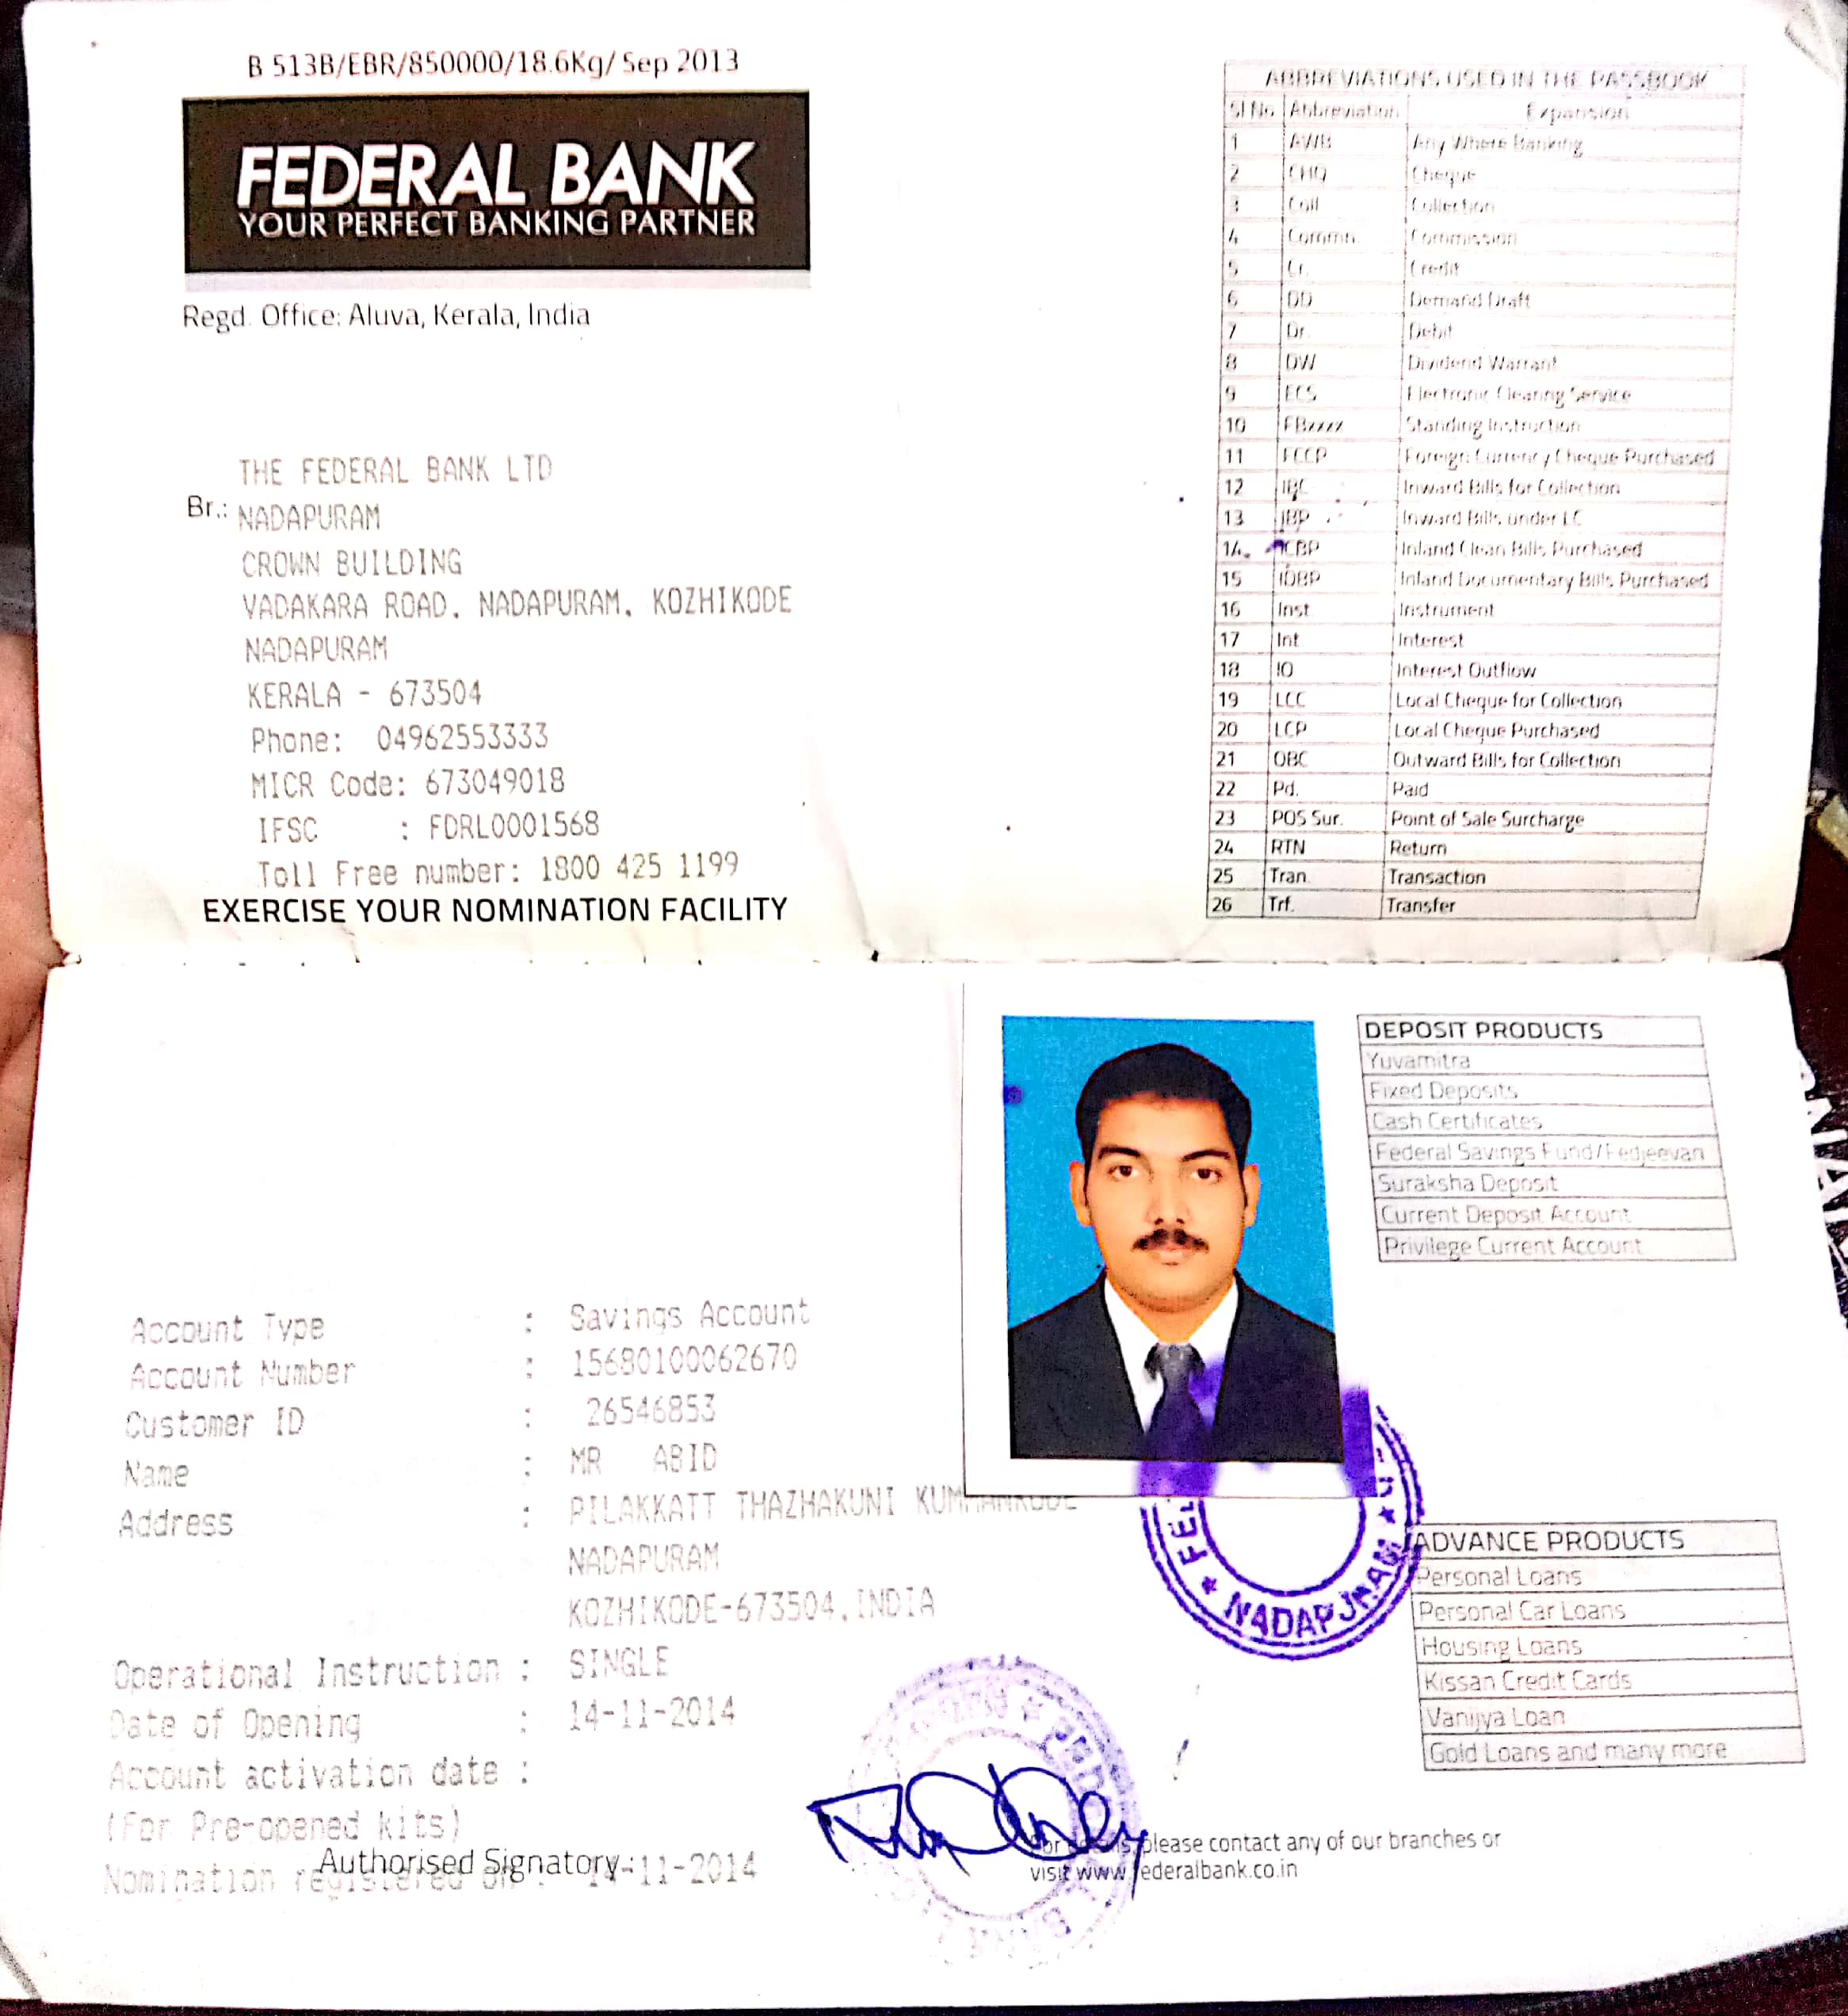 B 513B/EBR/850000/18.6Kg/ Sep 2013
FEDERAL BANK
YOUR PERFECT BANKING PARTNER
Regd. Office: Aluva, Kerala, India
THE FEDERAL BANK LTD
Br.: NADAPURAM
CROWN BUILDING
VADAKARA ROAD, NADAPURAM, KOZHIKODE
NADAPURAM
KERALA - 673504
Phone: 04962553333
MICR Code: 673049018
IFSC : FDRL0001568
Toll Free number: 1800 425 1199
EXERCISE YOUR NOMINATION FACILITY
ABBREVIATIONS USED IN THE PASSBOOK
Sl No Abbreviation Expansion
1 AWB Any Where Banking
2 CHQ Cheque
3 Coll Collection
4 Commn. Commission
5 Cr. Credit
6 DD Demand Draft
7 Dr. Debit
8 DW Dividend Warrant
9 ECS Electronic Clearing Service
10 FBxxxx Standing Instruction
11 FCCP Foreign Currency Cheque Purchased
12 IBC Inward Bills for Collection
13 IBP Inward Bills under LC
14 ICBP Inland Clean Bills Purchased
15 IDBP Inland Documentary Bills Purchased
16 Inst Instrument
17 Int Interest
18 IO Interest Outflow
19 LCC Local Cheque for Collection
20 LCP Local Cheque Purchased
21 OBC Outward Bills for Collection
22 Pd. Paid
23 POS Sur. Point of Sale Surcharge
24 RTN Return
25 Tran. Transaction
26 Trf. Transfer
DEPOSIT PRODUCTS
Yuvamitra
Fixed Deposits
Cash Certificates
Federal Savings Fund/Fedjeevan
Suraksha Deposit
Current Deposit Account
Privilege Current Account
Account Type : Savings Account
Account Number : 15680100062670
Customer ID : 26546853
Name : MR ABID
Address : PILAKKATT THAZHAKUNI KUMMANKODE
NADAPURAM
KOZHIKODE-673504,INDIA
Operational Instruction : SINGLE
Date of Opening : 14-11-2014
Account activation date :
(For Pre-opened kits)
Nomination registered on : 14-11-2014
Authorised Signatory :
NADAPURAM
ADVANCE PRODUCTS
Personal Loans
Personal Car Loans
Housing Loans
Kissan Credit Cards
Vanijya Loan
Gold Loans and many more
For details, please contact any of our branches or
visit www.federalbank.co.in